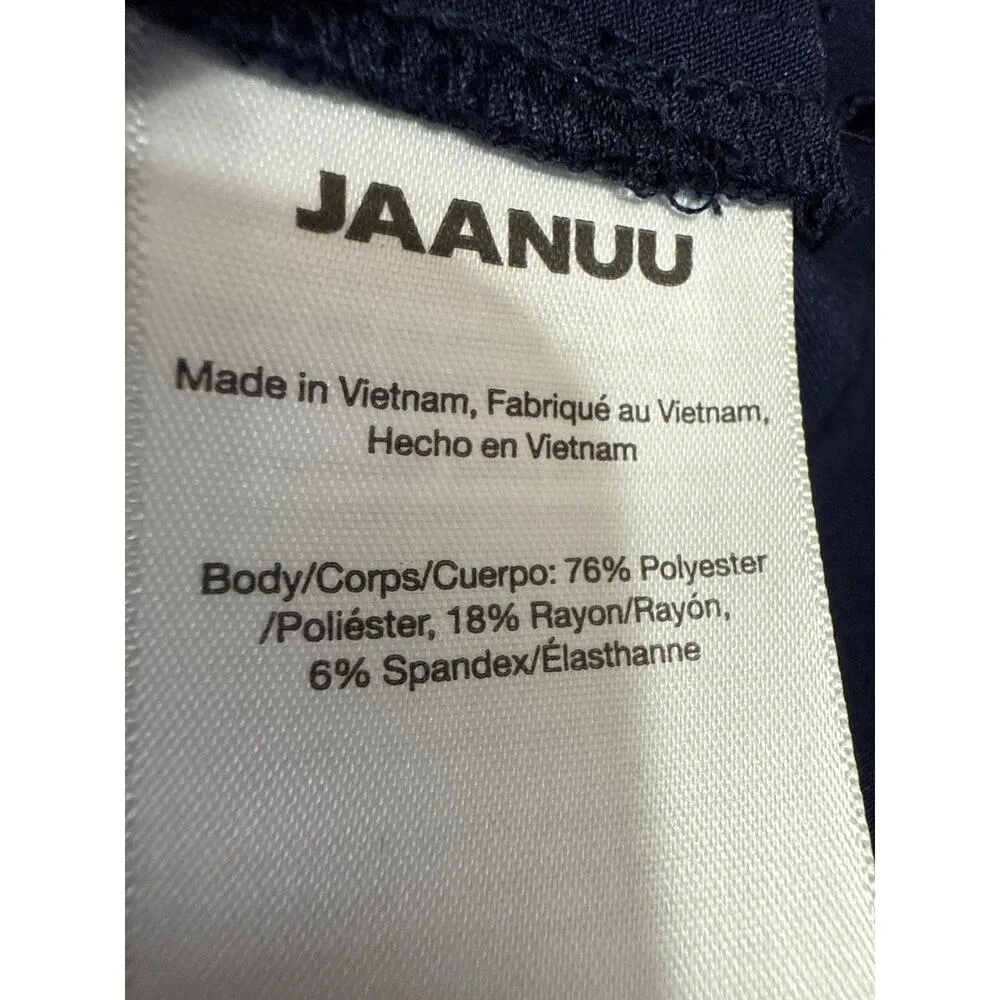 JAANUU
Made in Vietnam, Fabriqué au Vietnam,
Hecho en Vietnam
Body/Corps/Cuerpo: 76% Polyester
/Poliéster, 18% Rayon/Rayón,
6% Spandex/Élasthanne